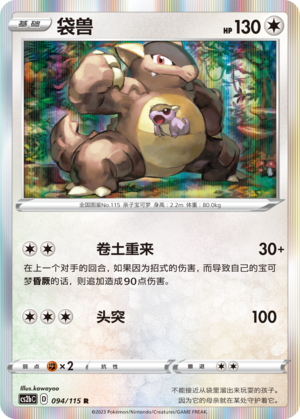 基础 袋兽 HP 130
全国图鉴No.115 亲子宝可梦 身高：2.2m 体重：80.0kg
卷土重来 30+
在上一个对手的回合，如果因为招式的伤害，而导致自己的宝可
梦昏厥的话，则追加造成90点伤害。
头突 100
弱点 ×2 抵抗力 撤退
Illus.kawayoo
csm2bC D 094/115 R
不能接近从袋里溜出来玩耍的孩子。
因为它的母亲就在某处守护着它。
©2023 Pokémon/Nintendo/Creatures/GAME FREAK.